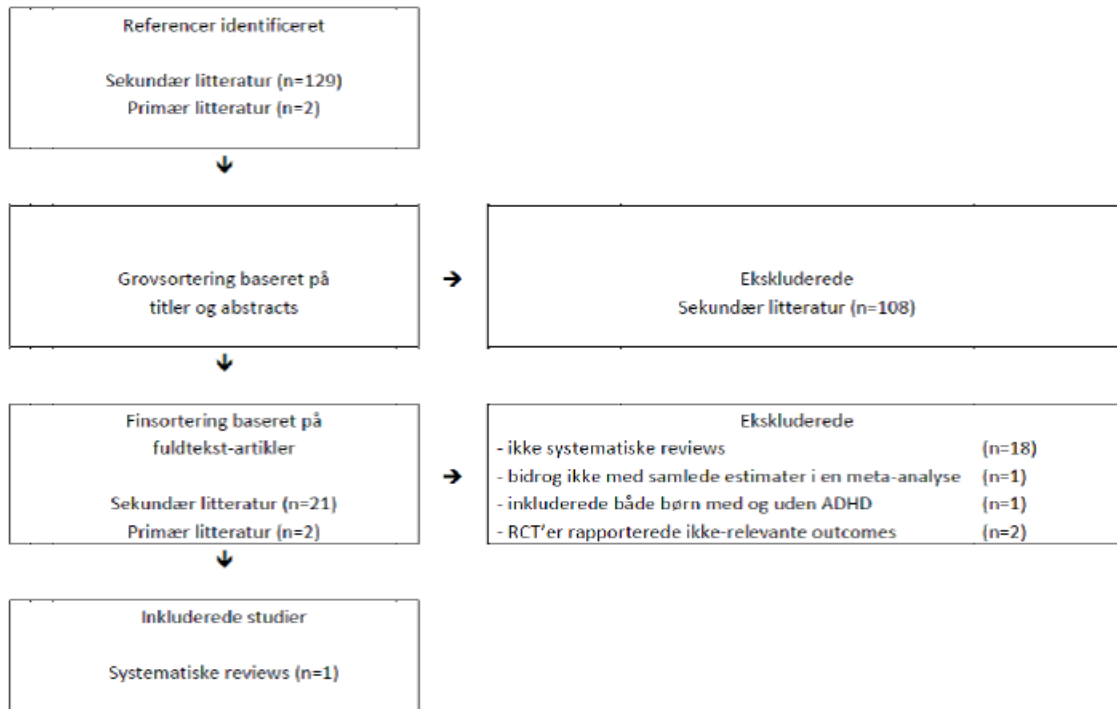 Referencer identificeret
Sekundær litteratur (n=129)
Primær litteratur (n=2)
Grovsortering baseret på
titler og abstracts
Ekskluderede
Sekundær litteratur (n=108)
Finsortering baseret på
fuldtekst-artikler
Sekundær litteratur (n=21)
Primær litteratur (n=2)
Ekskluderede
- ikke systematiske reviews (n=18)
- bidrog ikke med samlede estimater i en meta-analyse (n=1)
- inkluderede både børn med og uden ADHD (n=1)
- RCT'er rapporterede ikke-relevante outcomes (n=2)
Inkluderede studier
Systematiske reviews (n=1)